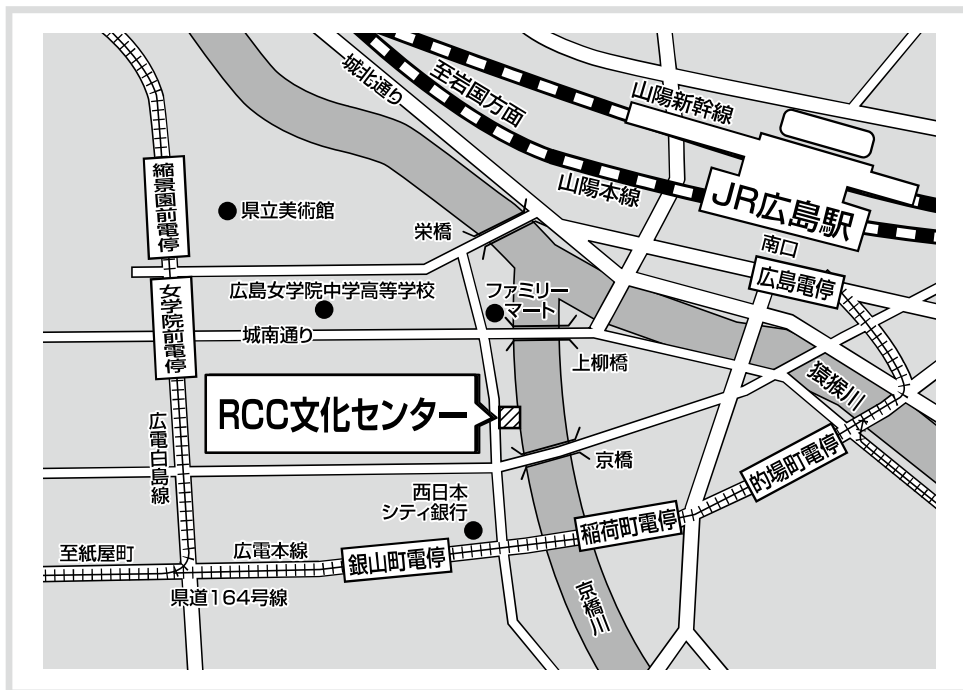 城北通り
至岩国方面
山陽新幹線
山陽本線
JR広島駅
南口
広島電停
縮景園前電停
県立美術館
栄橋
女学院前電停
広島女学院中学高等学校
ファミリー
マート
城南通り
上柳橋
猿猴川
RCC文化センター
広電白島線
京橋
的場町電停
西日本
シティ銀行
稲荷町電停
至紙屋町
広電本線
銀山町電停
県道164号線
京橋川